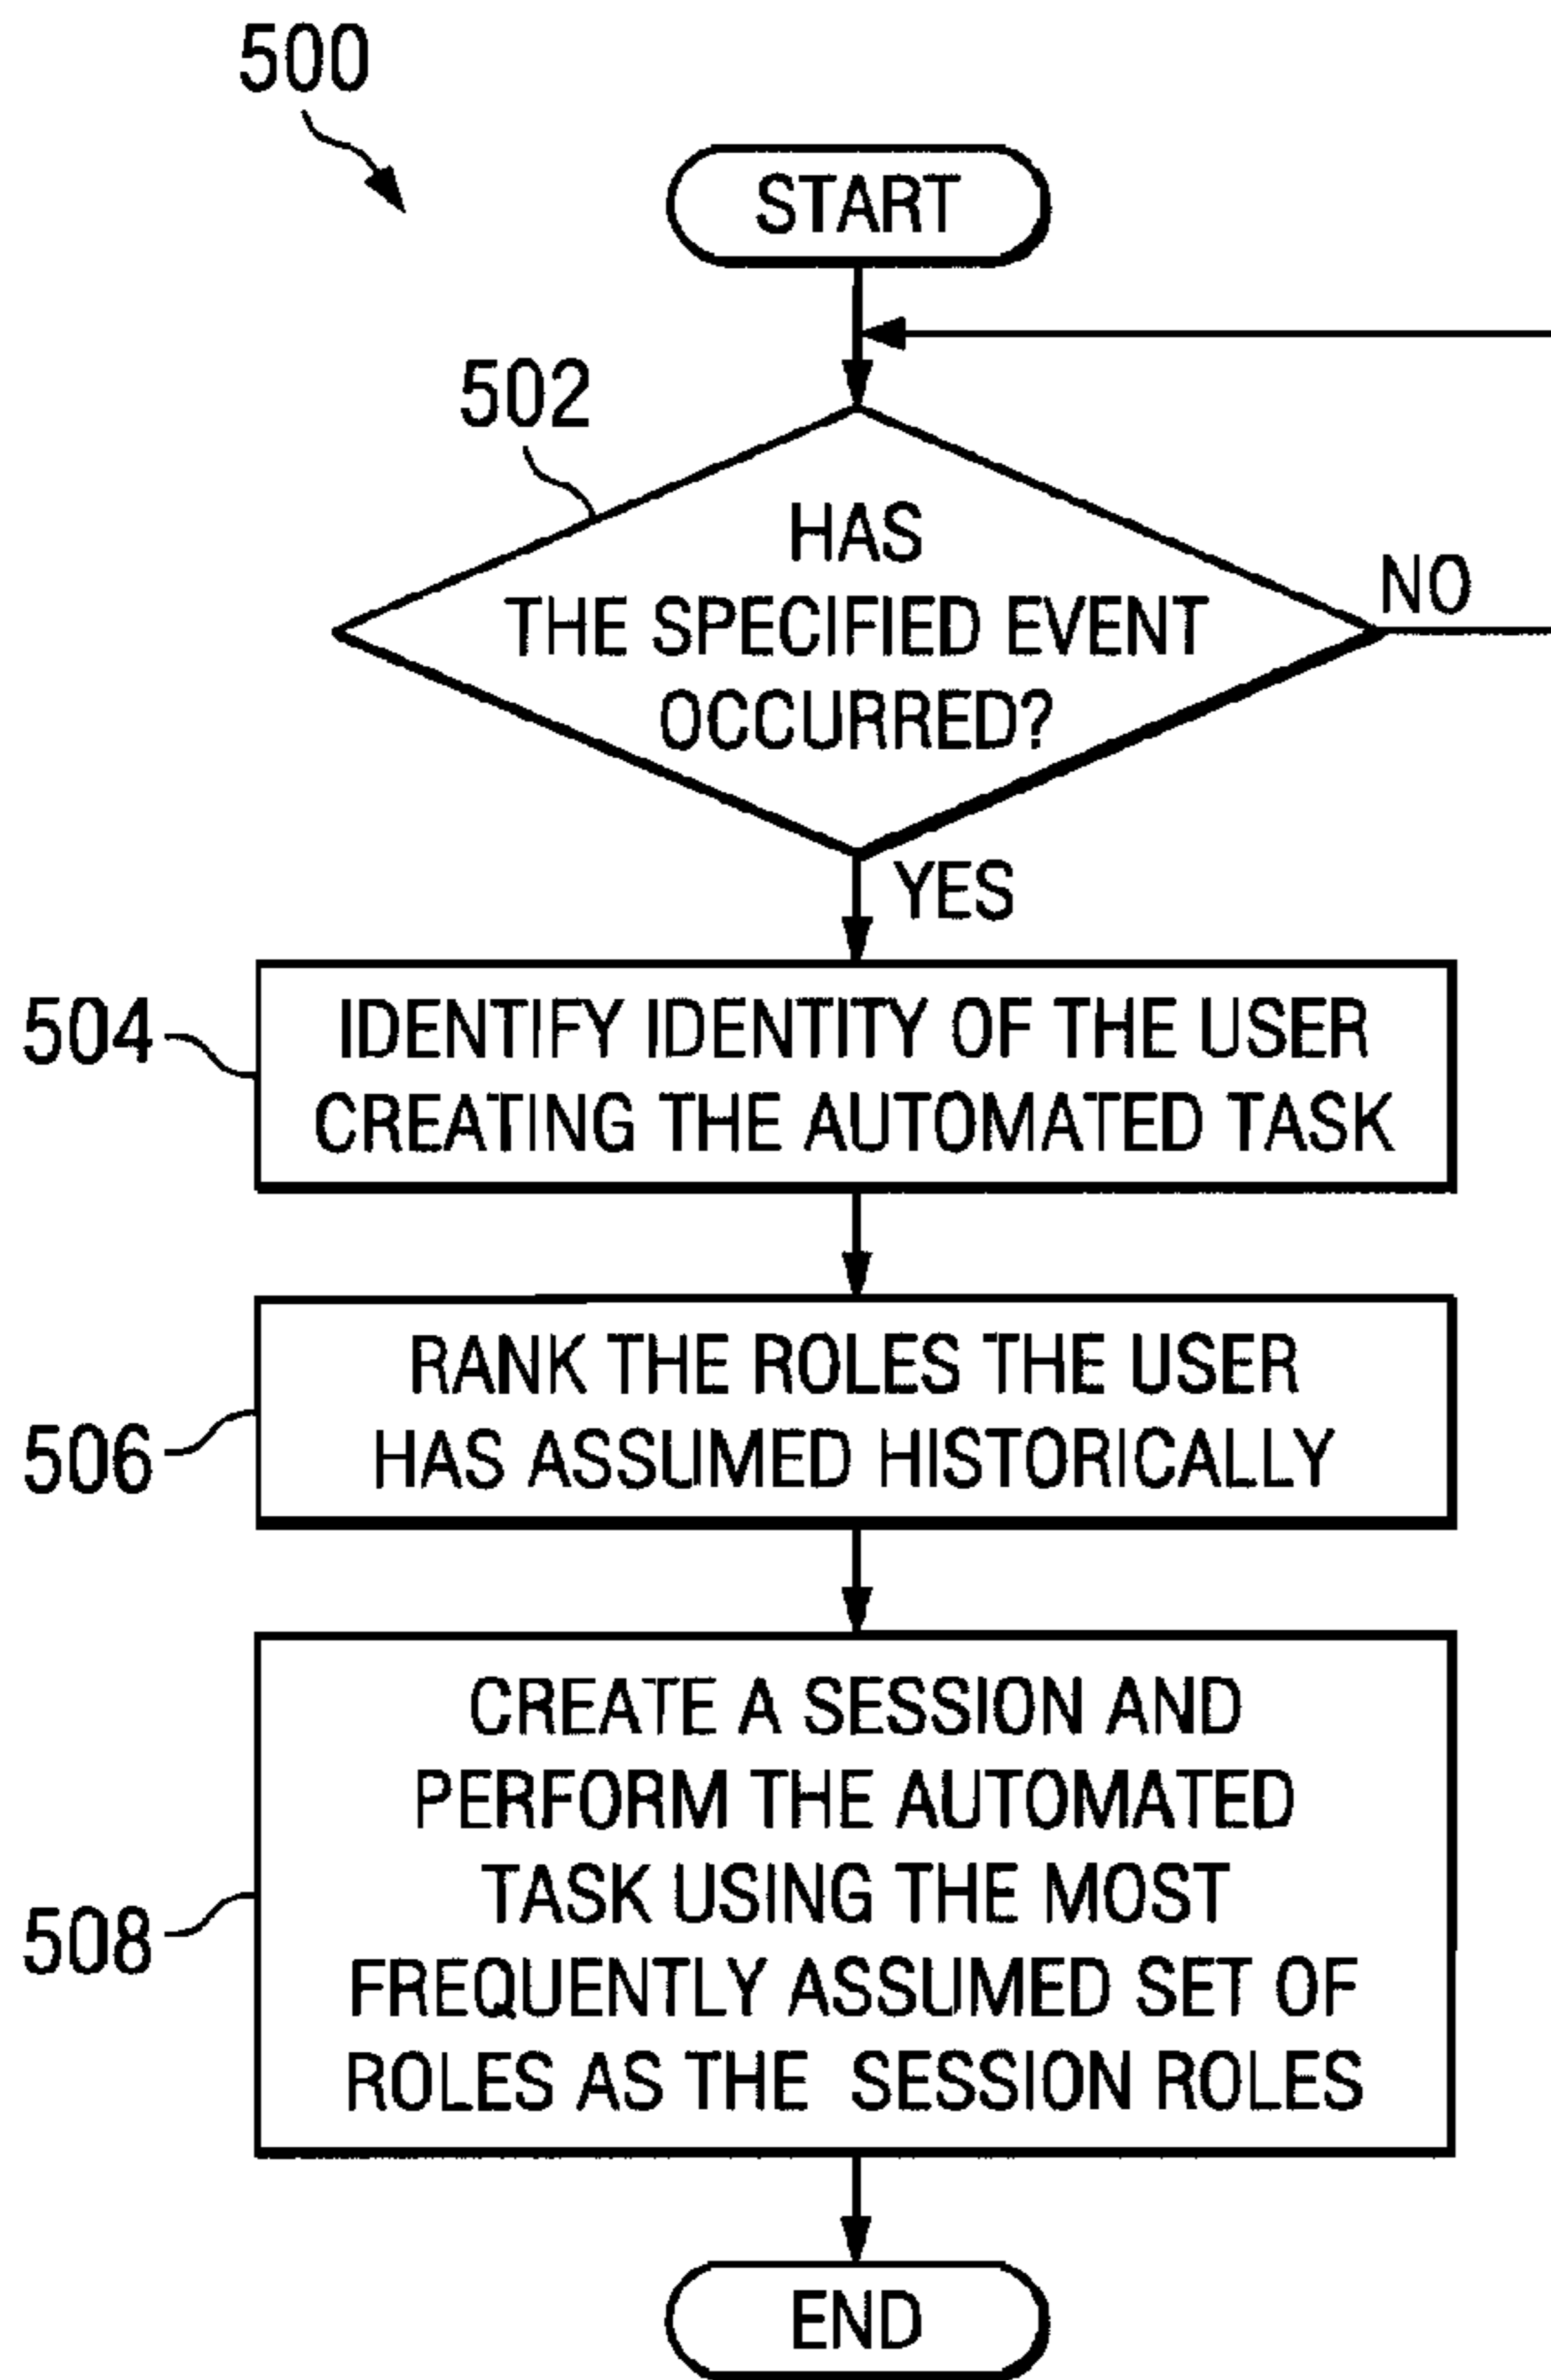 500
START
502
HAS
THE SPECIFIED EVENT
OCCURRED?
NO
YES
504
IDENTIFY IDENTITY OF THE USER
CREATING THE AUTOMATED TASK
506
RANK THE ROLES THE USER
HAS ASSUMED HISTORICALLY
508
CREATE A SESSION AND
PERFORM THE AUTOMATED
TASK USING THE MOST
FREQUENTLY ASSUMED SET OF
ROLES AS THE SESSION ROLES
END